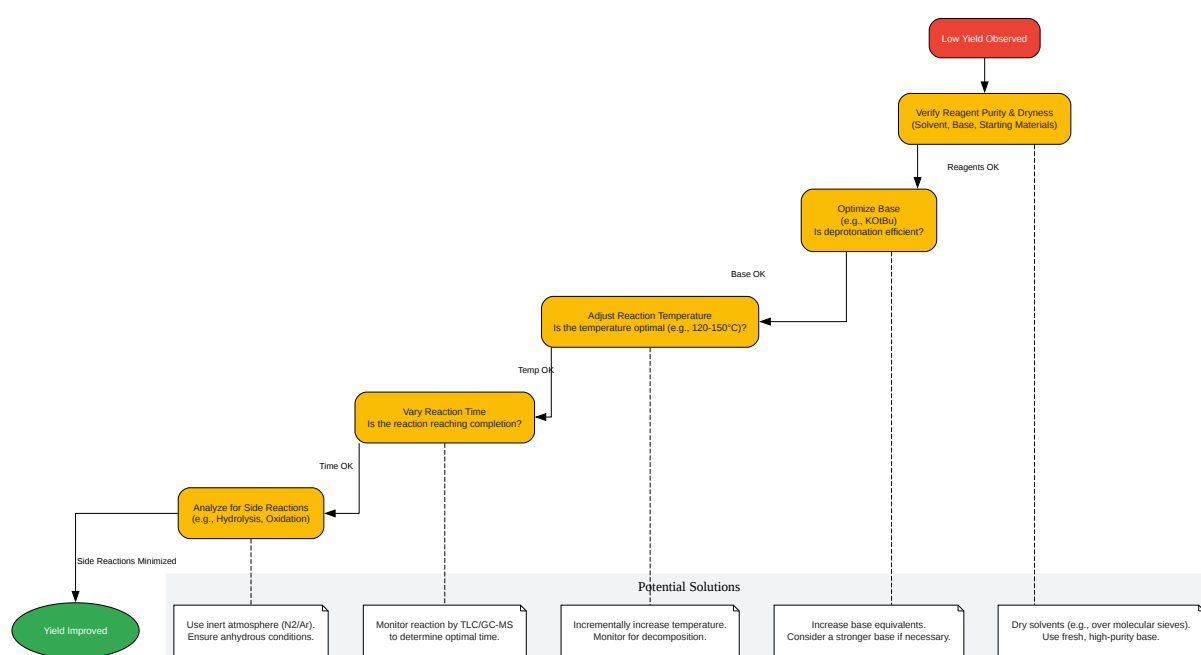 Low Yield Observed
Verify Reagent Purity & Dryness
(Solvent, Base, Starting Materials)
Reagents OK
Optimize Base
(e.g., KOtBu)
Is deprotonation efficient?
Base OK
Adjust Reaction Temperature
Is the temperature optimal (e.g., 120-150°C)?
Temp OK
Vary Reaction Time
Is the reaction reaching completion?
Time OK
Analyze for Side Reactions
(e.g., Hydrolysis, Oxidation)
Side Reactions Minimized
Yield Improved
Potential Solutions
Use inert atmosphere (N2/Ar).
Ensure anhydrous conditions.
Monitor reaction by TLC/GC-MS
to determine optimal time.
Incrementally increase temperature.
Monitor for decomposition.
Increase base equivalents.
Consider a stronger base if necessary.
Dry solvents (e.g., over molecular sieves).
Use fresh, high-purity base.